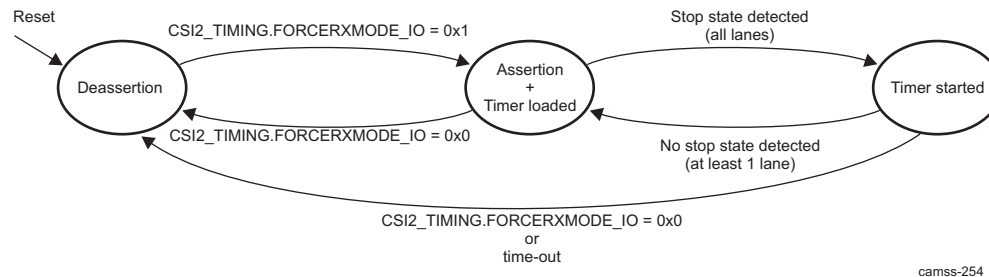 Reset
CSI2_TIMING.FORCERXMODE_IO = 0x1
Stop state detected
(all lanes)
Deassertion
Assertion
+
Timer loaded
Timer started
CSI2_TIMING.FORCERXMODE_IO = 0x0
No stop state detected
(at least 1 lane)
CSI2_TIMING.FORCERXMODE_IO = 0x0
or
time-out
camss-254